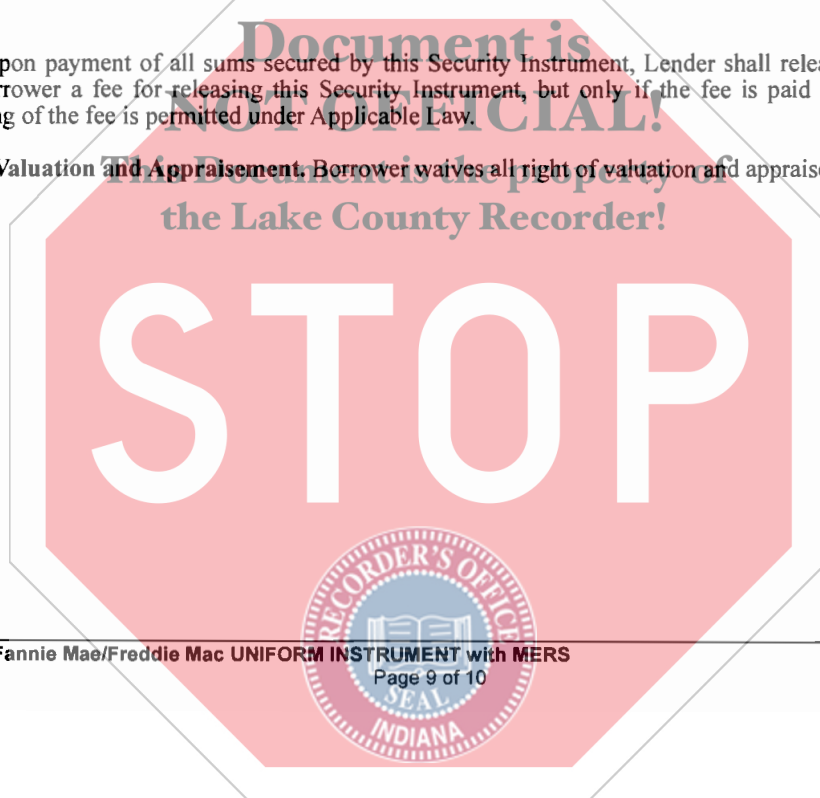 Document is
pon payment of all sums secured by this Security Instrument, Lender shall relea
rrower a fee for releasing this Security Instrument, but only if the fee is paid
g of the fee is permitted under Applicable Law.
NOT OFFICIAL!
Valuation and Appraisement. Borrower waives all right of valuation and appraise
This Document is the property of
the Lake County Recorder!
STOP
RECORDER'S OFFICE
SEAL
INDIANA
Fannie Mae/Freddie Mac UNIFORM INSTRUMENT with MERS
Page 9 of 10